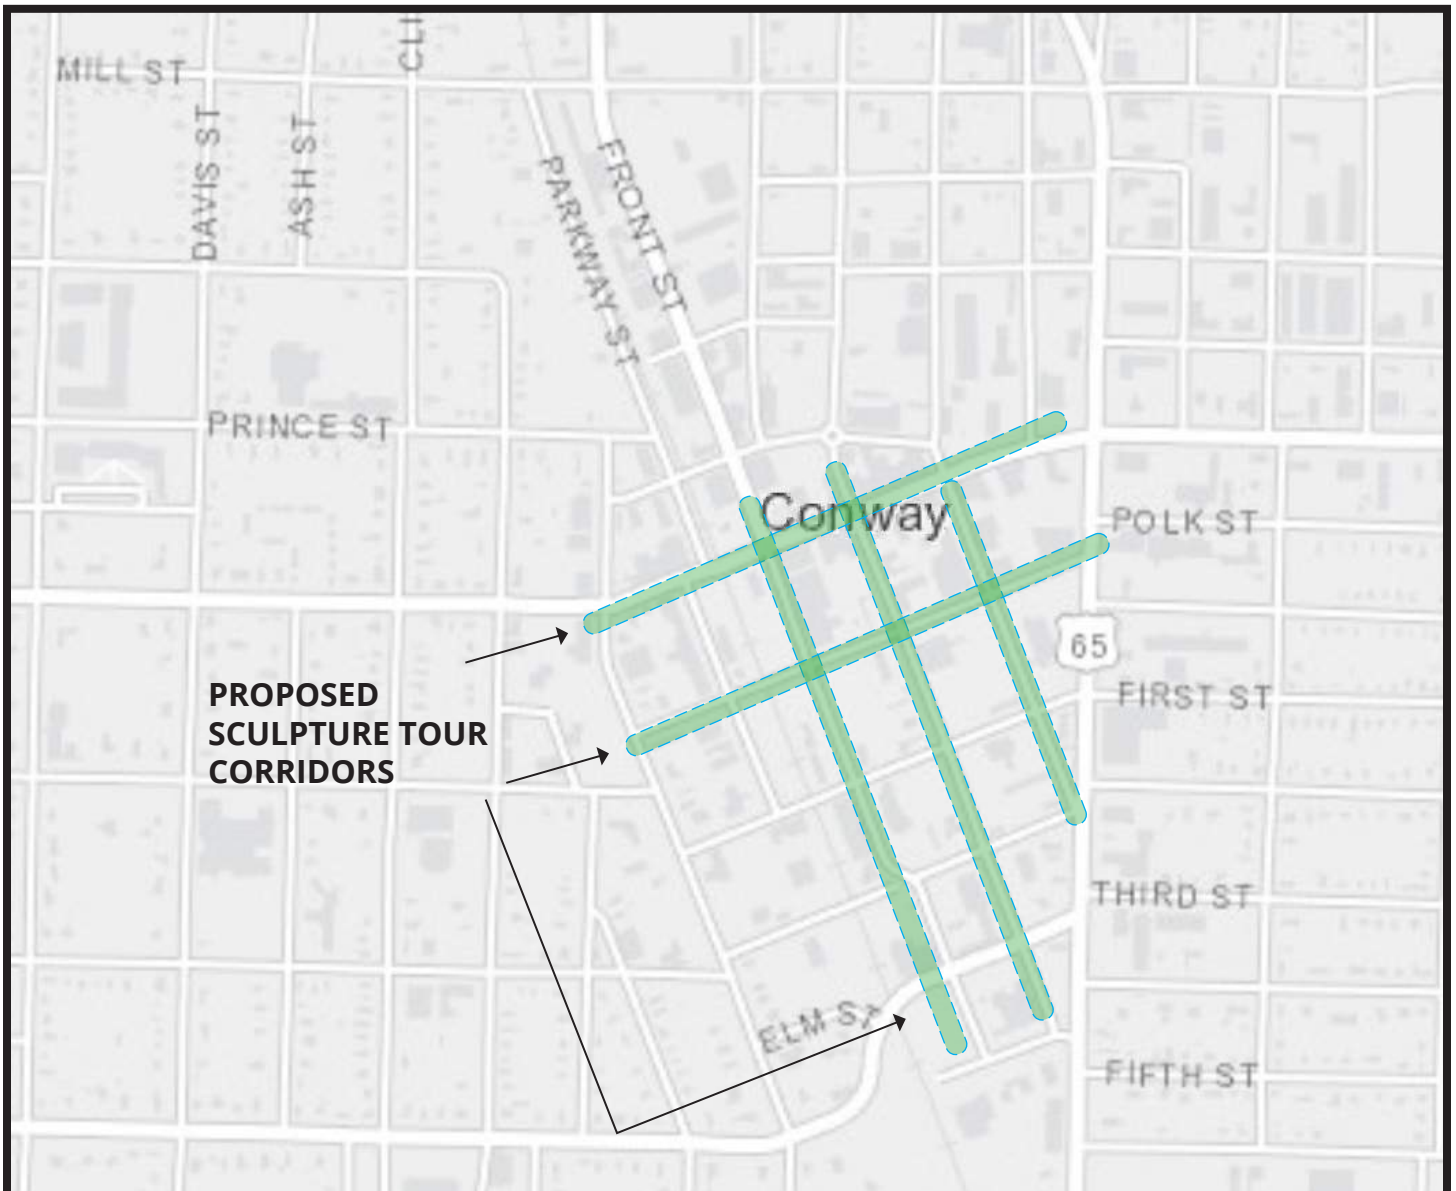 CLI
MILL ST
DAVIS ST
ASH ST
PARKWAY ST
FRONT ST
PRINCE ST
Conway
POLK ST
65
PROPOSED
SCULPTURE TOUR
CORRIDORS
FIRST ST
THIRD ST
ELM ST
FIFTH ST